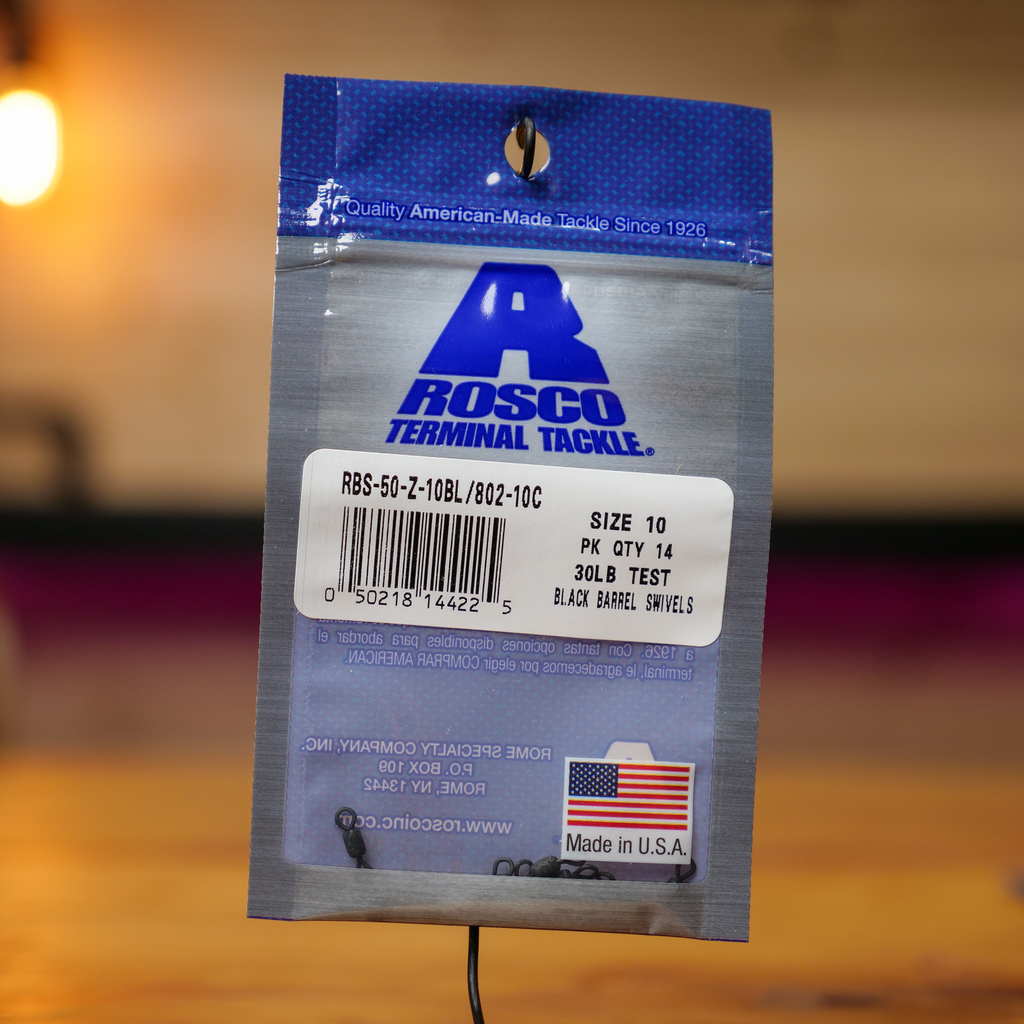 Quality American-Made Tackle Since 1926
R
ROSCO
TERMINAL TACKLE®
RBS-50-Z-10BL/802-10C
0 50218 14422 5
SIZE 10
PK QTY 14
30LB TEST
BLACK BARREL SWIVELS
a 1926. Con tantas opciones disponibles para abordar el
terminal, le agradecemos por elegir COMPRAR AMERICAN.
ROME SPECIALTY COMPANY, INC.
P.O. BOX 109
ROME, NY 13442
www.roscoinc.co
Made in U.S.A.